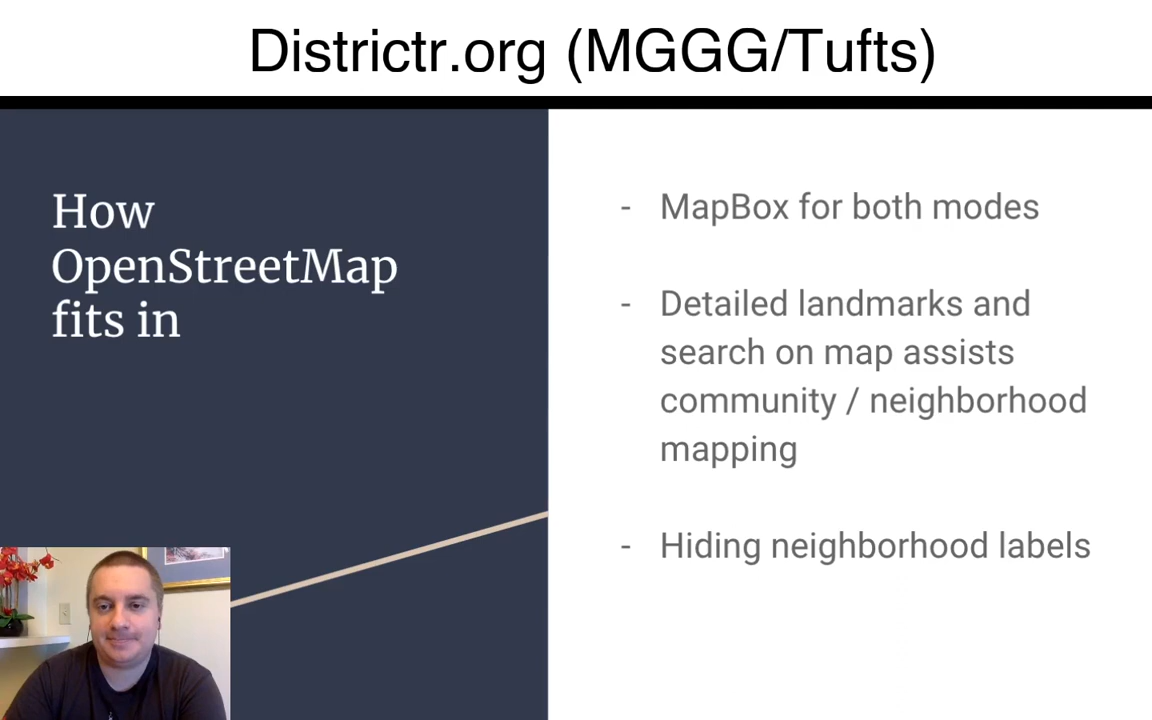 Districtr.org (MGGG/Tufts)
How
OpenStreetMap
fits in
- MapBox for both modes
- Detailed landmarks and
search on map assists
community / neighborhood
mapping
- Hiding neighborhood labels